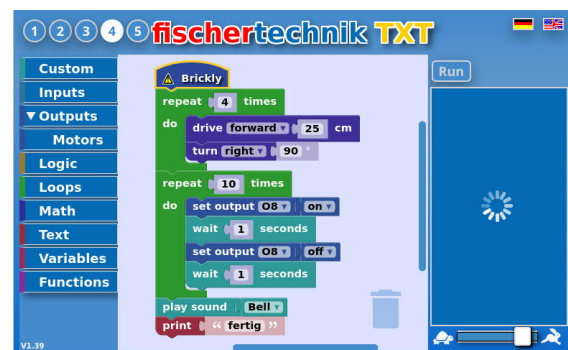 1 2 3 4 5 fischertechnik TXT
Custom
Inputs
Outputs
Motors
Logic
Loops
Math
Text
Variables
Functions
V1.39
Brickly
repeat 4 times
do drive forward 25 cm
turn right 90 °
repeat 10 times
do set output O8 on
wait 1 seconds
set output O8 off
wait 1 seconds
play sound Bell
print “ fertig ”
Run